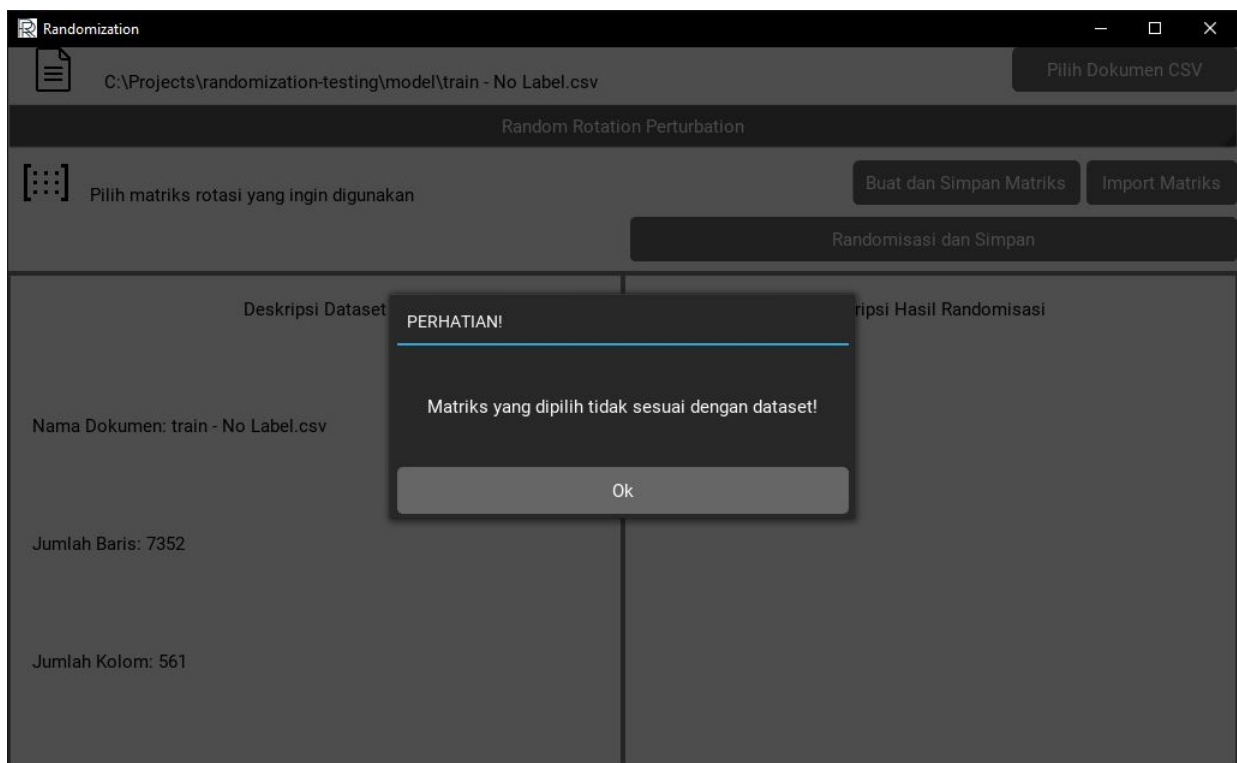 Randomization
C:\Projects\randomization-testing\model\train - No Label.csv
Pilih Dokumen CSV
Random Rotation Perturbation
Pilih matriks rotasi yang ingin digunakan
Buat dan Simpan Matriks
Import Matriks
Randomisasi dan Simpan
Deskripsi Dataset
ripsi Hasil Randomisasi
PERHATIAN!
Matriks yang dipilih tidak sesuai dengan dataset!
Ok
Nama Dokumen: train - No Label.csv
Jumlah Baris: 7352
Jumlah Kolom: 561